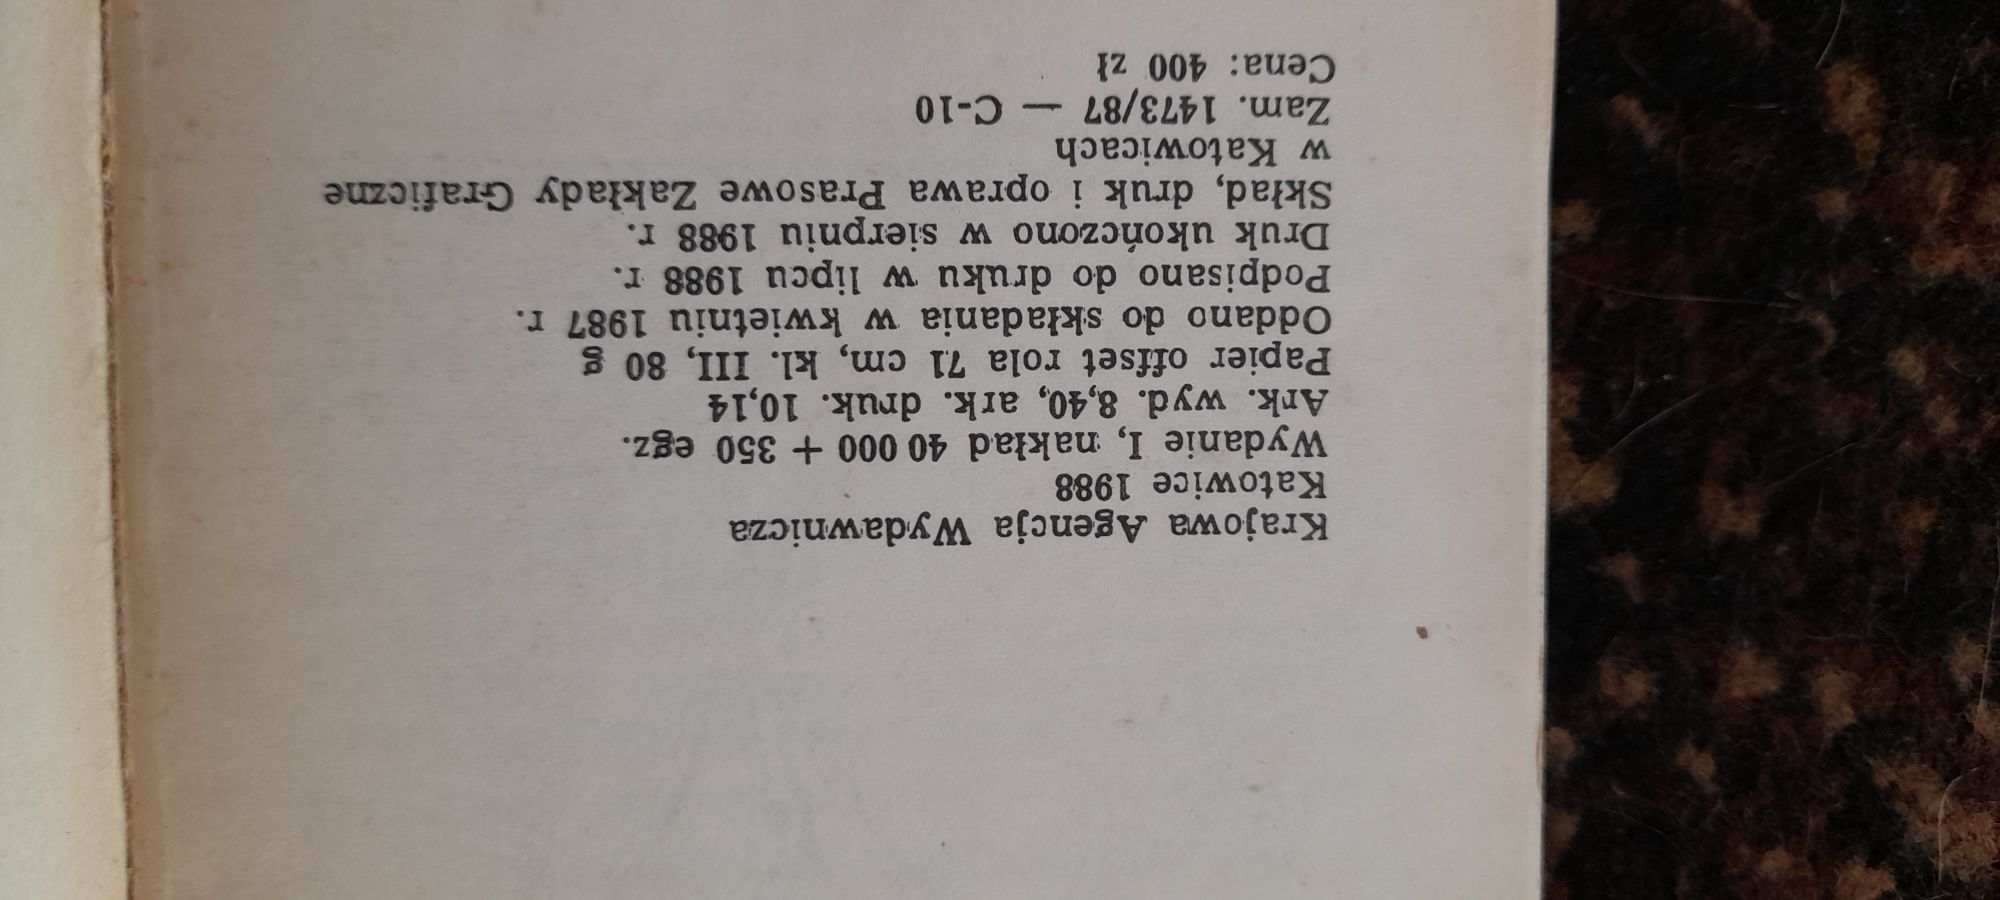 Krajowa Agencja Wydawnicza
Katowice 1988
Wydanie I, nakład 40 000 + 350 egz.
Ark. wyd. 8,40, ark. druk. 10,14
Papier offset rola 71 cm, kl. III, 80 g
Oddano do składania w kwietniu 1987 r.
Podpisano do druku w lipcu 1988 r.
Druk ukończono w sierpniu 1988 r.
Skład, druk i oprawa Prasowe Zakłady Graficzne
w Katowicach
Zam. 1473/87 — C-10
Cena: 400 zł